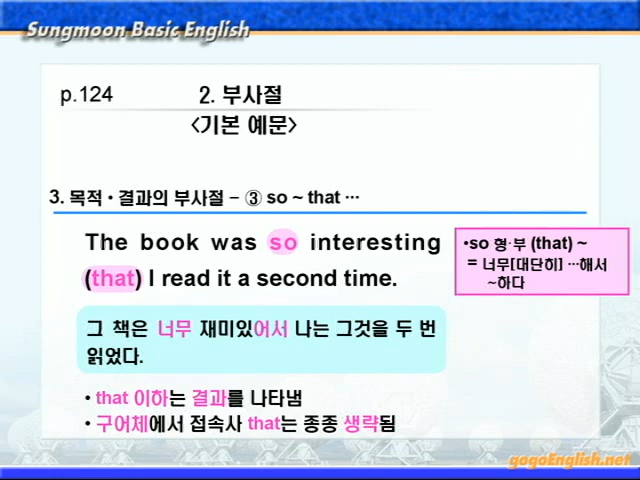 Sungmoon Basic English
p.124
2. 부사절
<기본 예문>
3. 목적 • 결과의 부사절 – ③ so ~ that ···
The book was so interesting
(that) I read it a second time.
•so 형·부 (that) ~
= 너무[대단히] ···해서
~하다
그 책은 너무 재미있어서 나는 그것을 두 번
읽었다.
• that 이하는 결과를 나타냄
• 구어체에서 접속사 that는 종종 생략됨
gogoEnglish.net